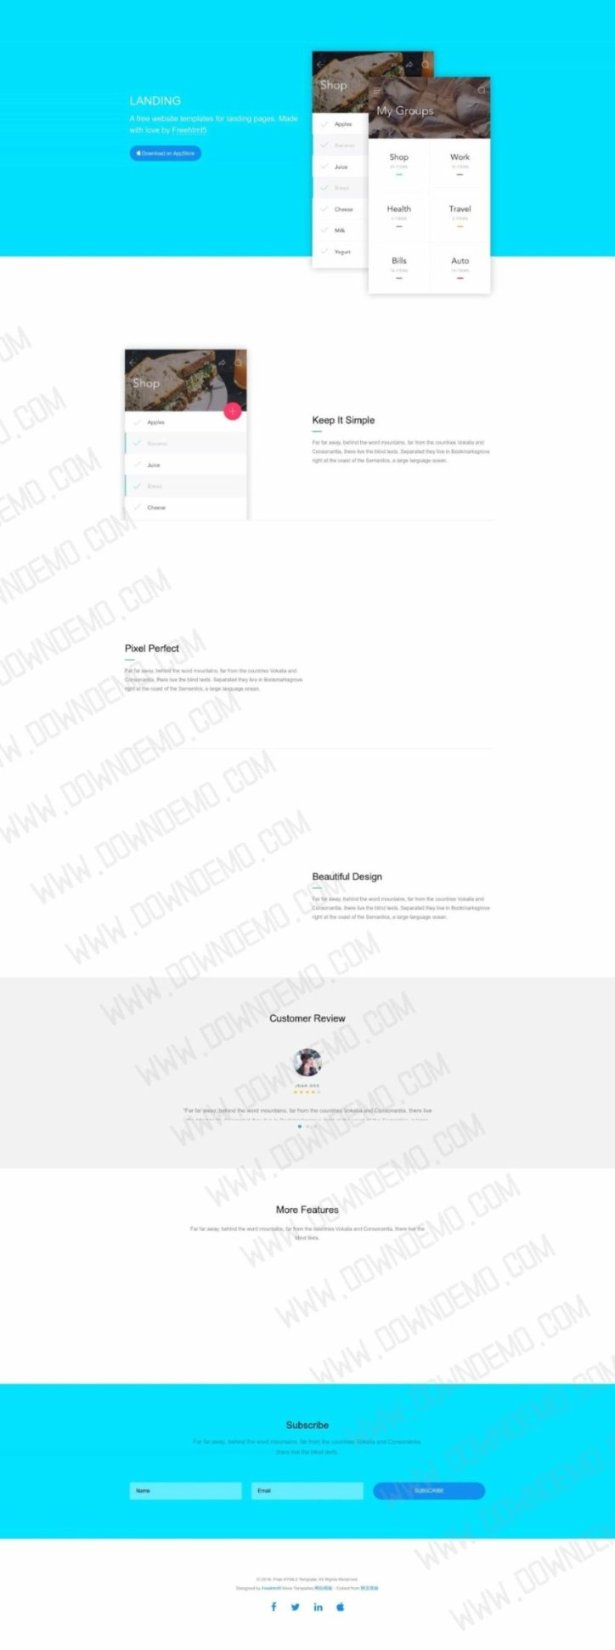 LANDING
A free website templates for landing pages. Made
with love by FreeHtml5
Download on AppStore
Shop
Apples
Banana
Juice
Bread
Cheese
Milk
Yogurt
My Groups
Shop
Work
Health
Travel
Bills
Auto
Shop
Apples
Banana
Juice
Bread
Cheese
Keep It Simple
Far far away, behind the word mountains, far from the countries Vokalia and
Consonantia, there live the blind texts. Separated they live in Bookmarksgrove
right at the coast of the Semantics, a large language ocean.
Pixel Perfect
Far far away, behind the word mountains, far from the countries Vokalia and
Consonantia, there live the blind texts. Separated they live in Bookmarksgrove
right at the coast of the Semantics, a large language ocean.
Beautiful Design
Far far away, behind the word mountains, far from the countries Vokalia and
Consonantia, there live the blind texts. Separated they live in Bookmarksgrove
right at the coast of the Semantics, a large language ocean.
Customer Review
"Far far away, behind the word mountains, far from the countries Vokalia and Consonantia, there live
More Features
Far far away, behind the word mountains, far from the countries Vokalia and Consonantia, there live the
blind texts.
Subscribe
Far far away, behind the word mountains, far from the countries Vokalia and Consonantia,
there live the blind texts.
Name
Email
SUBSCRIBE
© 2016. Free HTML5 Template. All Rights Reserved.
Designed by FreeHtml5 More Templates - Collect from
WWW.DOWNDEMO.COM